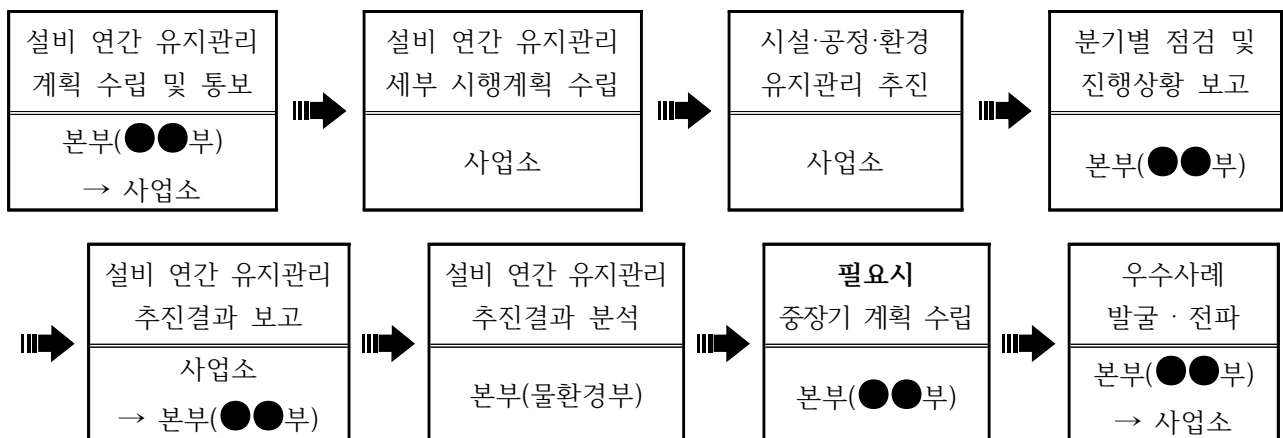 설비 연간 유지관리
계획 수립 및 통보
본부(●●부)
→ 사업소
설비 연간 유지관리
세부 시행계획 수립
사업소
시설·공정·환경
유지관리 추진
사업소
분기별 점검 및
진행상황 보고
본부(●●부)
설비 연간 유지관리
추진결과 보고
사업소
→ 본부(●●부)
설비 연간 유지관리
추진결과 분석
본부(물환경부)
필요시
중장기 계획 수립
본부(●●부)
우수사례
발굴 · 전파
본부(●●부)
→ 사업소